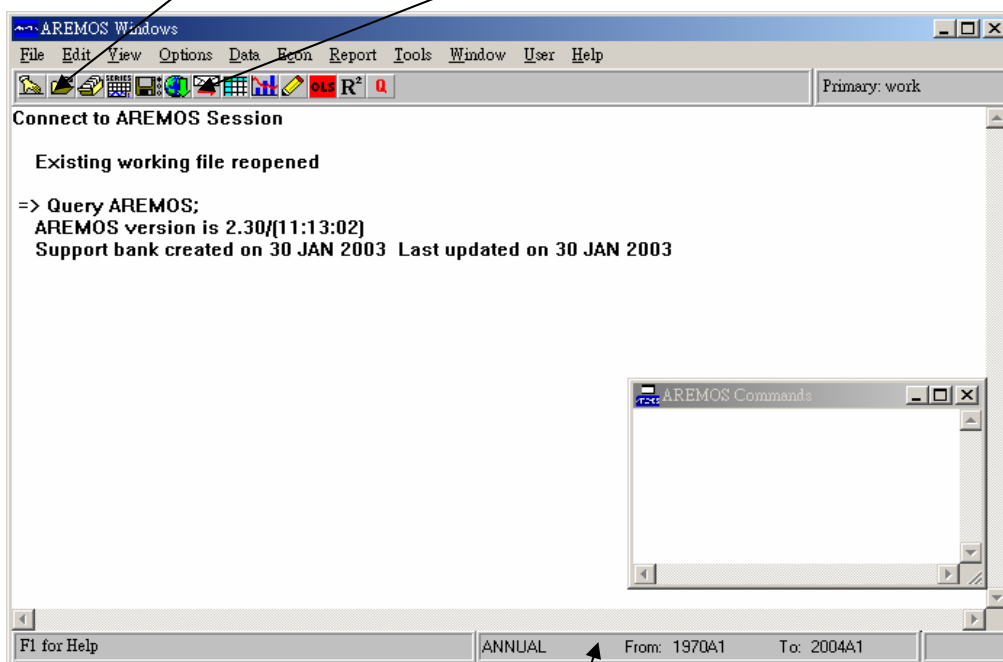 AREMOS Windows
File Edit View Options Data Econ Report Tools Window User Help
SERIES OLS R² Q Primary: work
Connect to AREMOS Session
Existing working file reopened
=> Query AREMOS;
AREMOS version is 2.30/(11:13:02)
Support bank created on 30 JAN 2003 Last updated on 30 JAN 2003
AREMOS Commands
F1 for Help ANNUAL From: 1970A1 To: 2004A1